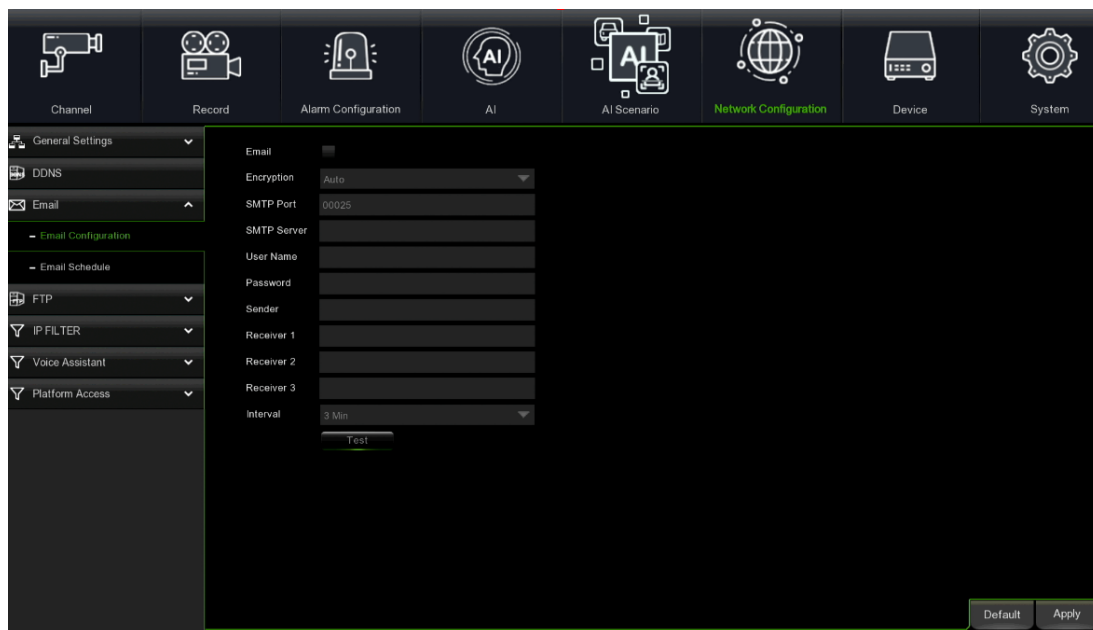 AI
AI
Channel
Record
Alarm Configuration
AI
AI Scenario
Network Configuration
Device
System
General Settings
DDNS
Email
– Email Configuration
– Email Schedule
FTP
IP FILTER
Voice Assistant
Platform Access
Email
Encryption Auto
SMTP Port 00025
SMTP Server
User Name
Password
Sender
Receiver 1
Receiver 2
Receiver 3
Interval 3 Min
Test
Default
Apply